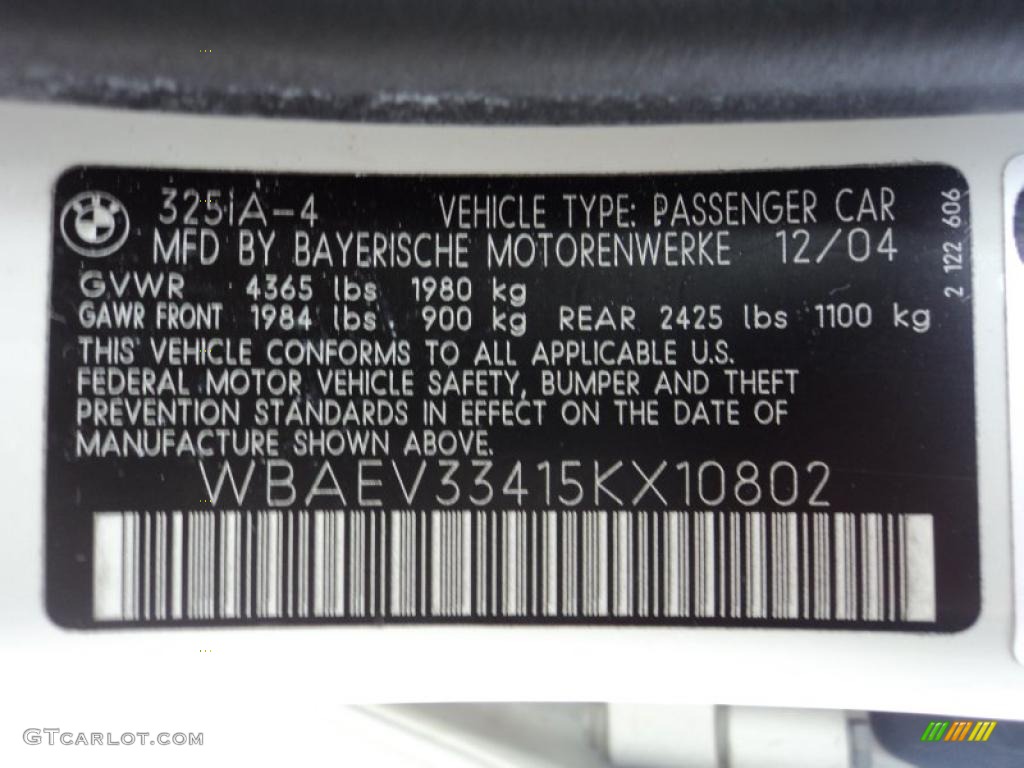 325iA-4 VEHICLE TYPE: PASSENGER CAR
MFD BY BAYERISCHE MOTORENWERKE 12/04
GVWR 4365 lbs 1980 kg
GAWR FRONT 1984 lbs 900 kg REAR 2425 lbs 1100 kg
THIS VEHICLE CONFORMS TO ALL APPLICABLE U.S.
FEDERAL MOTOR VEHICLE SAFETY, BUMPER AND THEFT
PREVENTION STANDARDS IN EFFECT ON THE DATE OF
MANUFACTURE SHOWN ABOVE.
WBAEV33415KX10802
2 122 606
GTCARLOT.COM